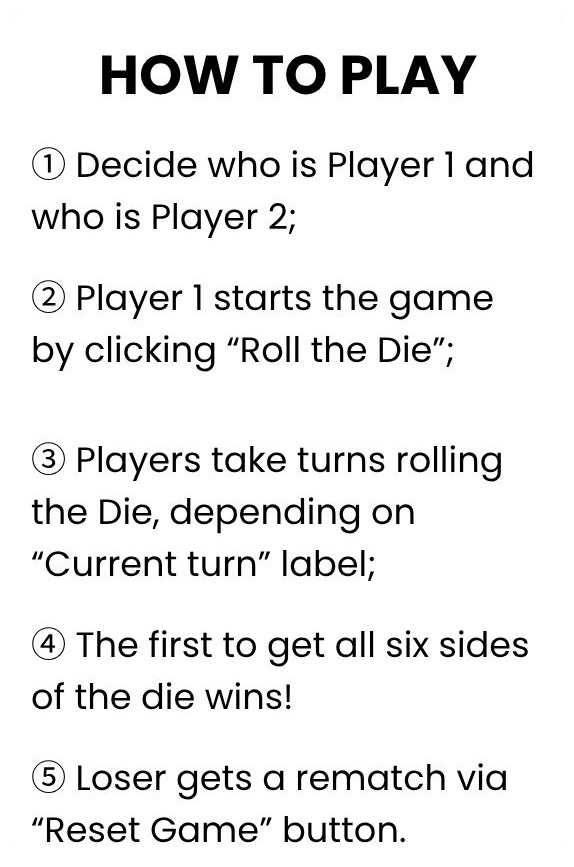 HOW TO PLAY
① Decide who is Player 1 and
who is Player 2;
② Player 1 starts the game
by clicking “Roll the Die”;
③ Players take turns rolling
the Die, depending on
“Current turn” label;
④ The first to get all six sides
of the die wins!
⑤ Loser gets a rematch via
“Reset Game” button.